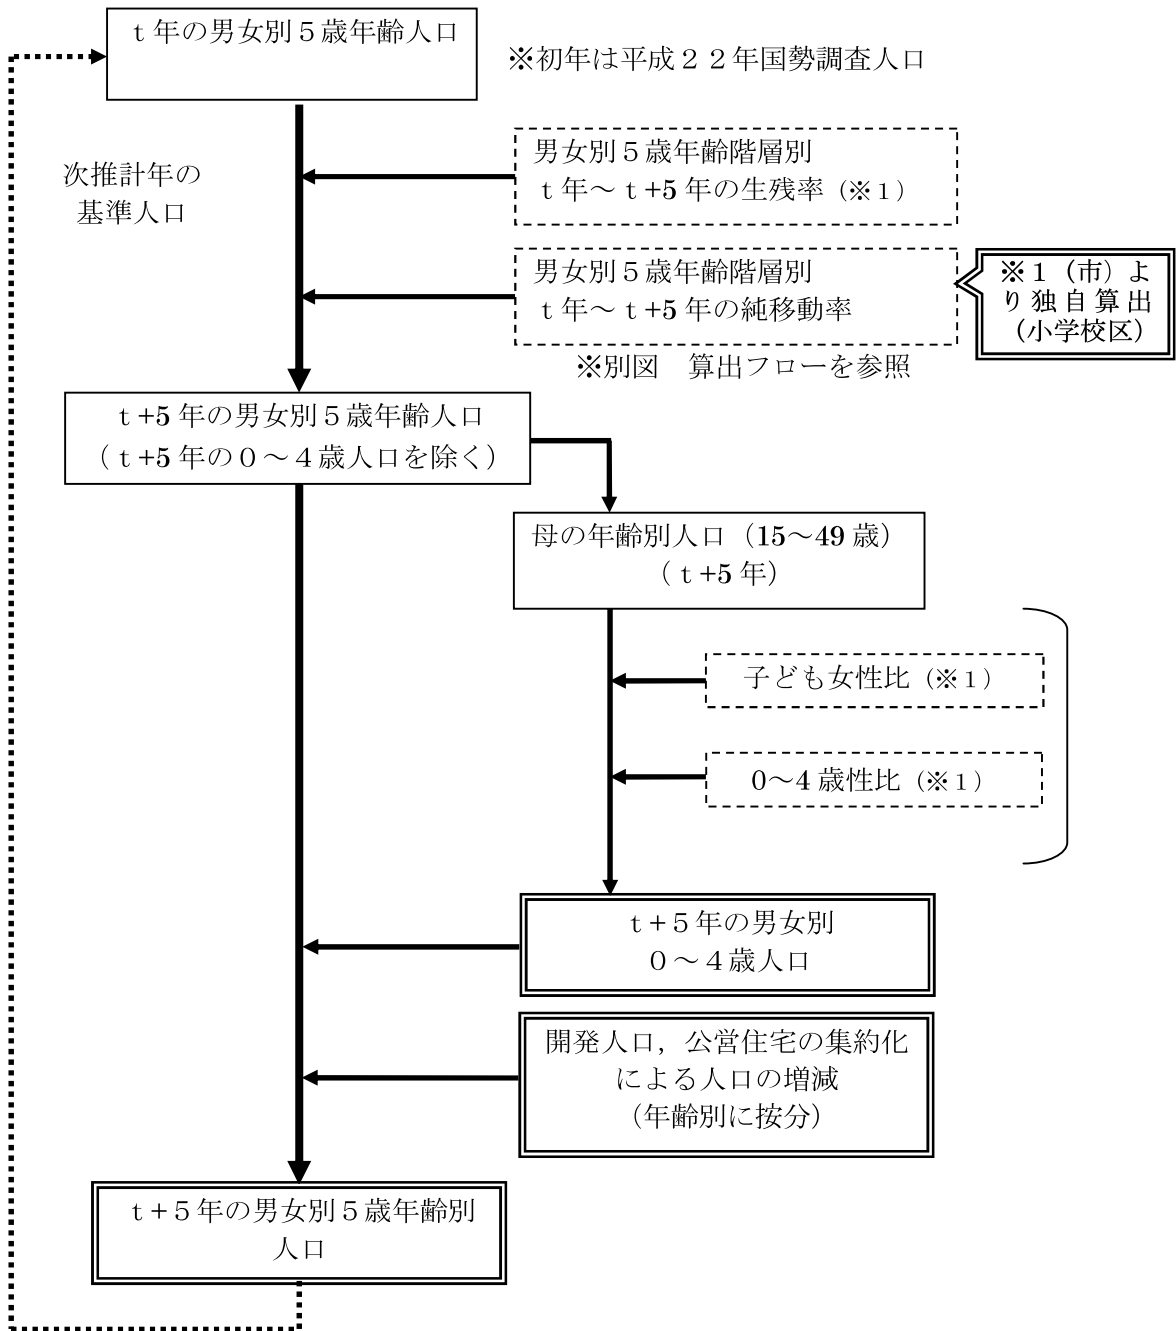 ｔ年の男女別５歳年齢人口
※初年は平成２２年国勢調査人口
次推計年の
基準人口
男女別５歳年齢階層別
ｔ年～ｔ+5 年の生残率（※１）
男女別５歳年齢階層別
ｔ年～ｔ+5 年の純移動率
※１（市）よ
り独自算出
（小学校区）
※別図　算出フローを参照
ｔ+5 年の男女別５歳年齢人口
（ｔ+5 年の０～４歳人口を除く）
母の年齢別人口（15～49 歳）
（ｔ+5 年）
子ども女性比（※１）
0～4 歳性比（※１）
ｔ+５年の男女別
０～４歳人口
開発人口，公営住宅の集約化
による人口の増減
（年齢別に按分）
ｔ+５年の男女別５歳年齢別
人口